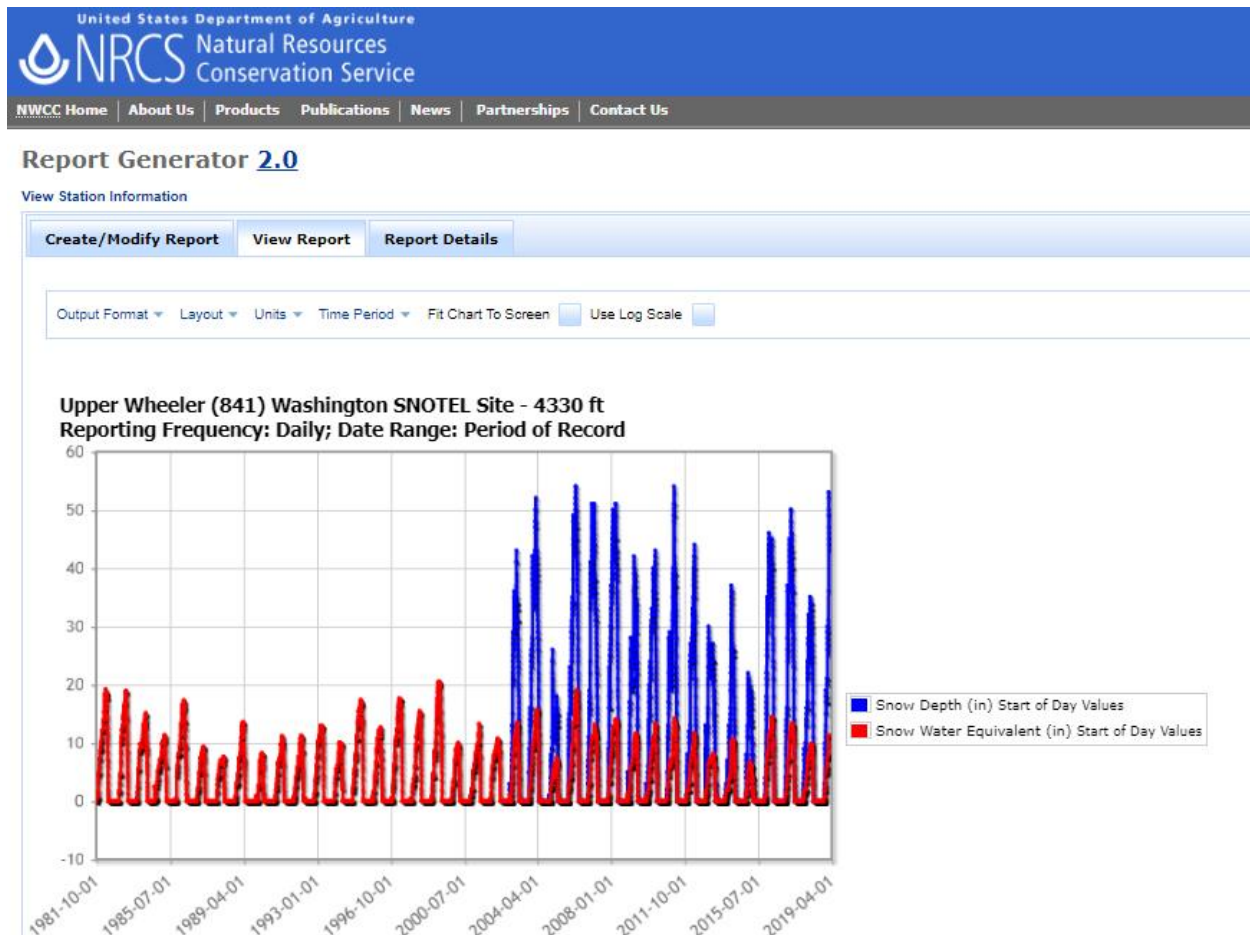 United States Department of Agriculture
NRCS Natural Resources
Conservation Service
NWCC Home About Us Products Publications News Partnerships Contact Us
Report Generator 2.0
View Station Information
Create/Modify Report View Report Report Details
Output Format Layout Units Time Period Fit Chart To Screen Use Log Scale
Upper Wheeler (841) Washington SNOTEL Site - 4330 ft
Reporting Frequency: Daily; Date Range: Period of Record
60
50
40
30
20
10
0
-10
Snow Depth (in) Start of Day Values
Snow Water Equivalent (in) Start of Day Values
1981-10-01 1985-07-01 1989-04-01 1993-01-01 1996-10-01 2000-07-01 2004-04-01 2008-01-01 2011-10-01 2015-07-01 2019-04-01